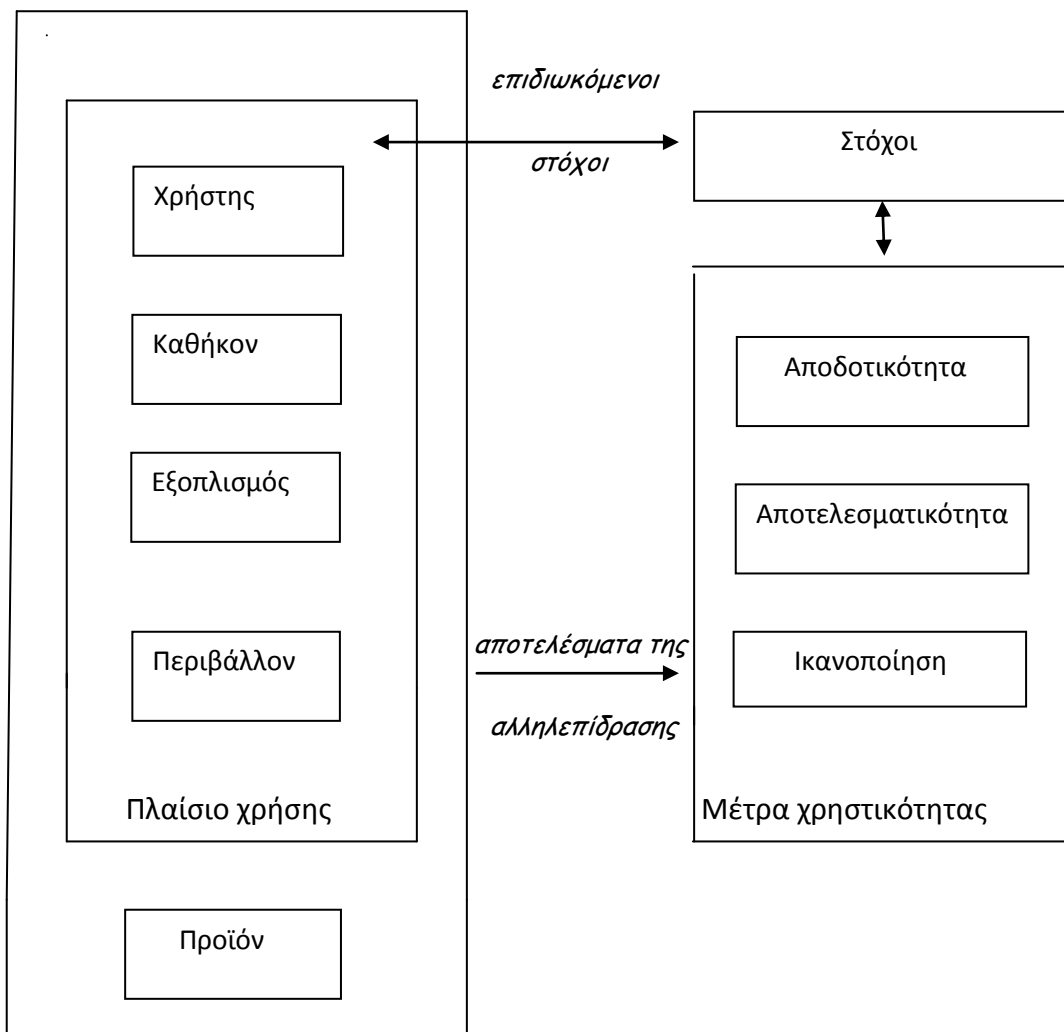 επιδιωκόμενοι
στόχοι
Στόχοι
Χρήστης
Καθήκον
Εξοπλισμός
Περιβάλλον
Πλαίσιο χρήσης
Προϊόν
αποτελέσματα της
αλληλεπίδρασης
Αποδοτικότητα
Αποτελεσματικότητα
Ικανοποίηση
Μέτρα χρηστικότητας